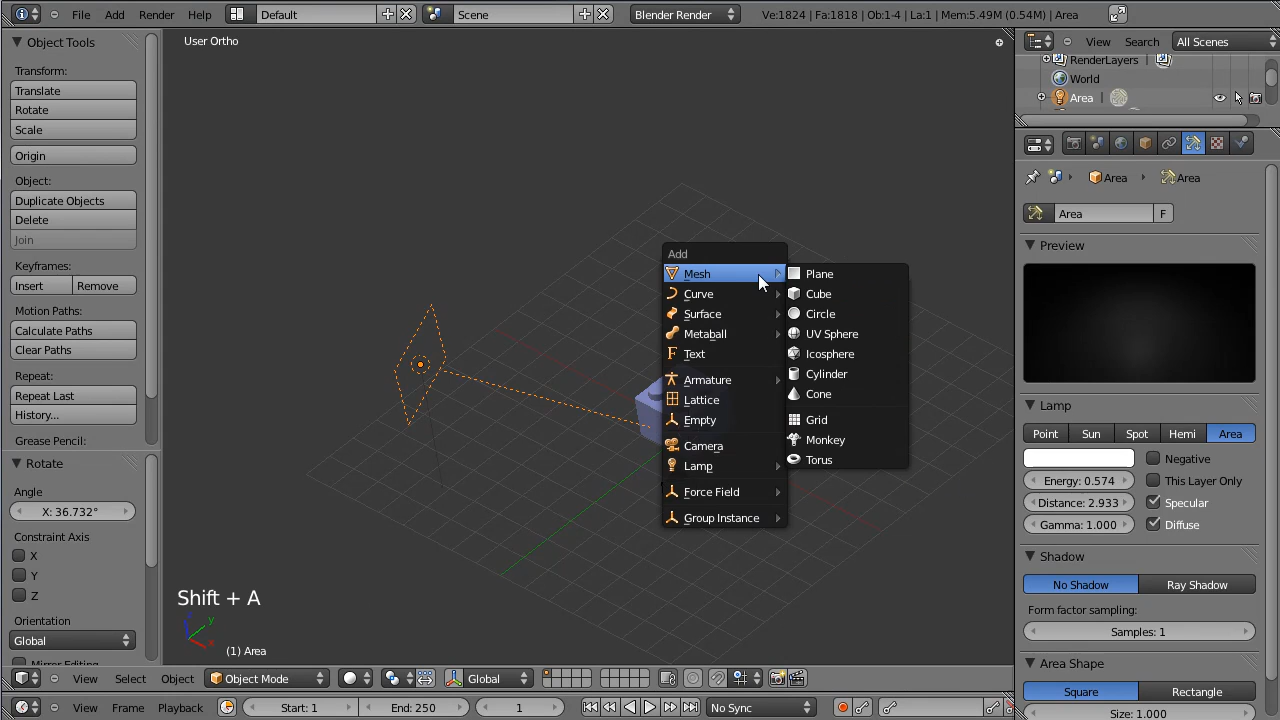 File Add Render Help Default Scene Blender Render Ve:1824 | Fa:1818 | Ob:1-4 | La:1 | Mem:5.49M (0.54M) | Area
Object Tools
Transform:
Translate
Rotate
Scale
Origin
Object:
Duplicate Objects
Delete
Join
Keyframes:
Insert Remove
Motion Paths:
Calculate Paths
Clear Paths
Repeat:
Repeat Last
History...
Grease Pencil:
Rotate
Angle
X: 36.732°
Constraint Axis
X
Y
Z
Orientation
Global
Mirror Editing
User Ortho
Add
Mesh
Curve
Surface
Metaball
Text
Armature
Lattice
Empty
Camera
Lamp
Force Field
Group Instance
Plane
Cube
Circle
UV Sphere
Icosphere
Cylinder
Cone
Grid
Monkey
Torus
Shift + A
(1) Area
View Select Object Object Mode Global
View Frame Playback Start: 1 End: 250 1 No Sync
View Search All Scenes
RenderLayers
World
Area
Area Area
Area F
Preview
Lamp
Point Sun Spot Hemi Area
Negative
Energy: 0.574 This Layer Only
Distance: 2.933 Specular
Gamma: 1.000 Diffuse
Shadow
No Shadow Ray Shadow
Form factor sampling:
Samples: 1
Area Shape
Square Rectangle
Size: 1.000